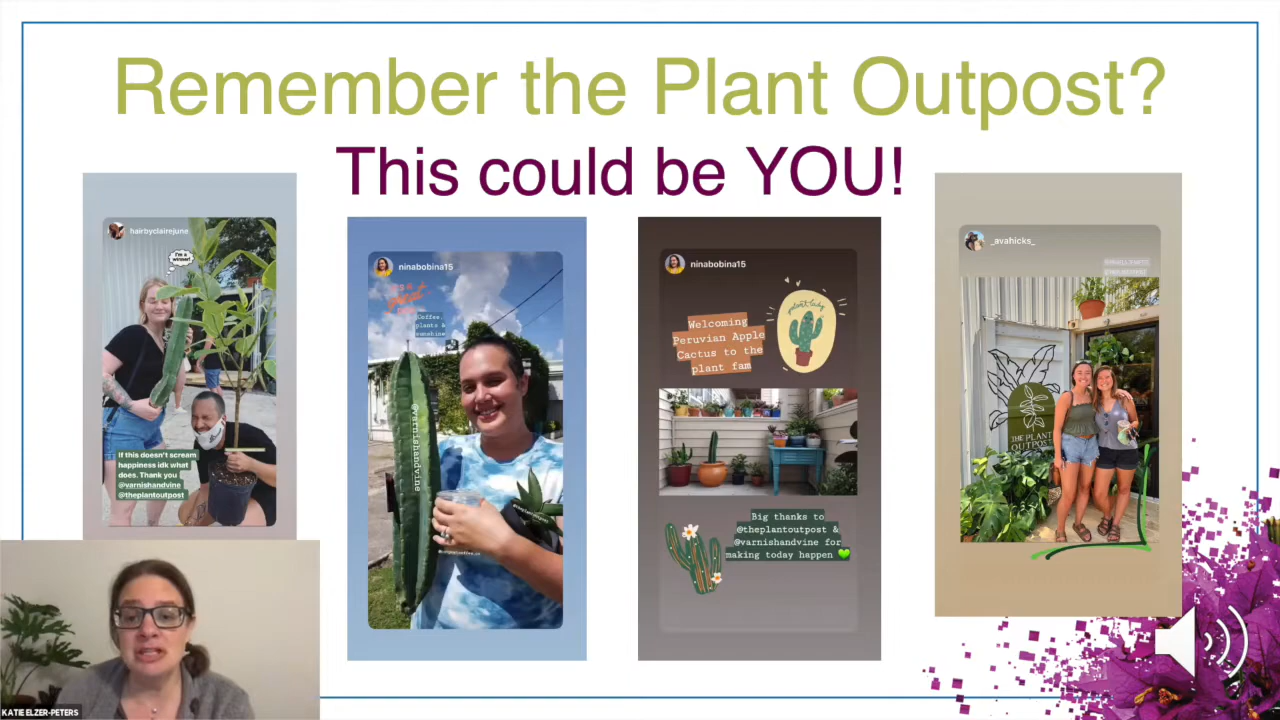 Remember the Plant Outpost?
This could be YOU!
hairbyclairejune
I'm a
winner!
If this doesn't scream
happiness idk what
does. Thank you
@varnishandvine
@theplantoutpost
ninabobina15
Coffee,
plants &
sunshine
@varnishandvine
ninabobina15
plant lady
Welcoming
Peruvian Apple
Cactus to the
plant fam
Big thanks to
@theplantoutpost &
@varnishandvine for
making today happen
_avahicks_
THE PLANT
OUTPOST
KATIE ELZER-PETERS